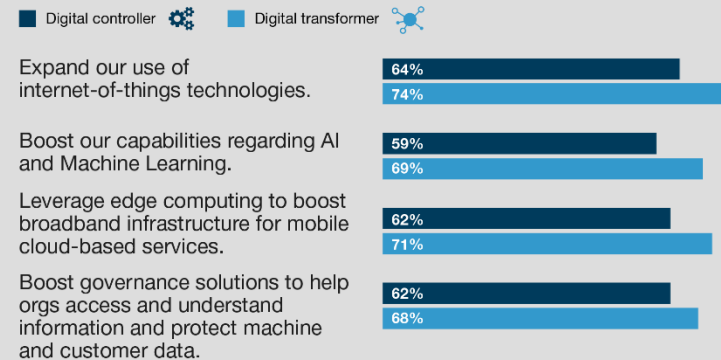 Digital controller Digital transformer
Expand our use of
internet-of-things technologies.
64%
74%
Boost our capabilities regarding AI
and Machine Learning.
59%
69%
Leverage edge computing to boost
broadband infrastructure for mobile
cloud-based services.
62%
71%
Boost governance solutions to help
orgs access and understand
information and protect machine
and customer data.
62%
68%